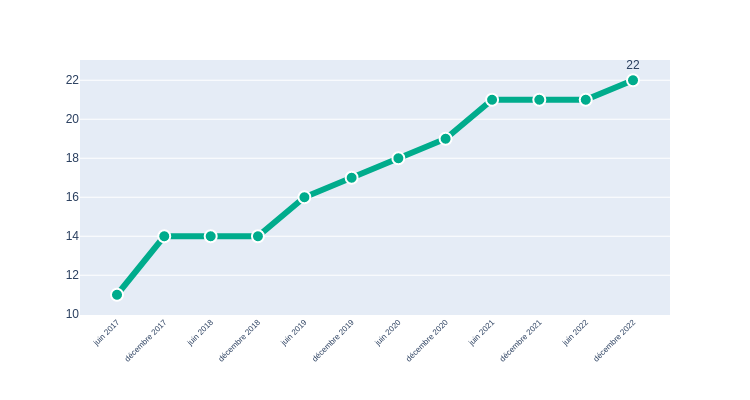 22
22
20
18
16
14
12
10
juin 2017
décembre 2017
juin 2018
décembre 2018
juin 2019
décembre 2019
juin 2020
décembre 2020
juin 2021
décembre 2021
juin 2022
décembre 2022